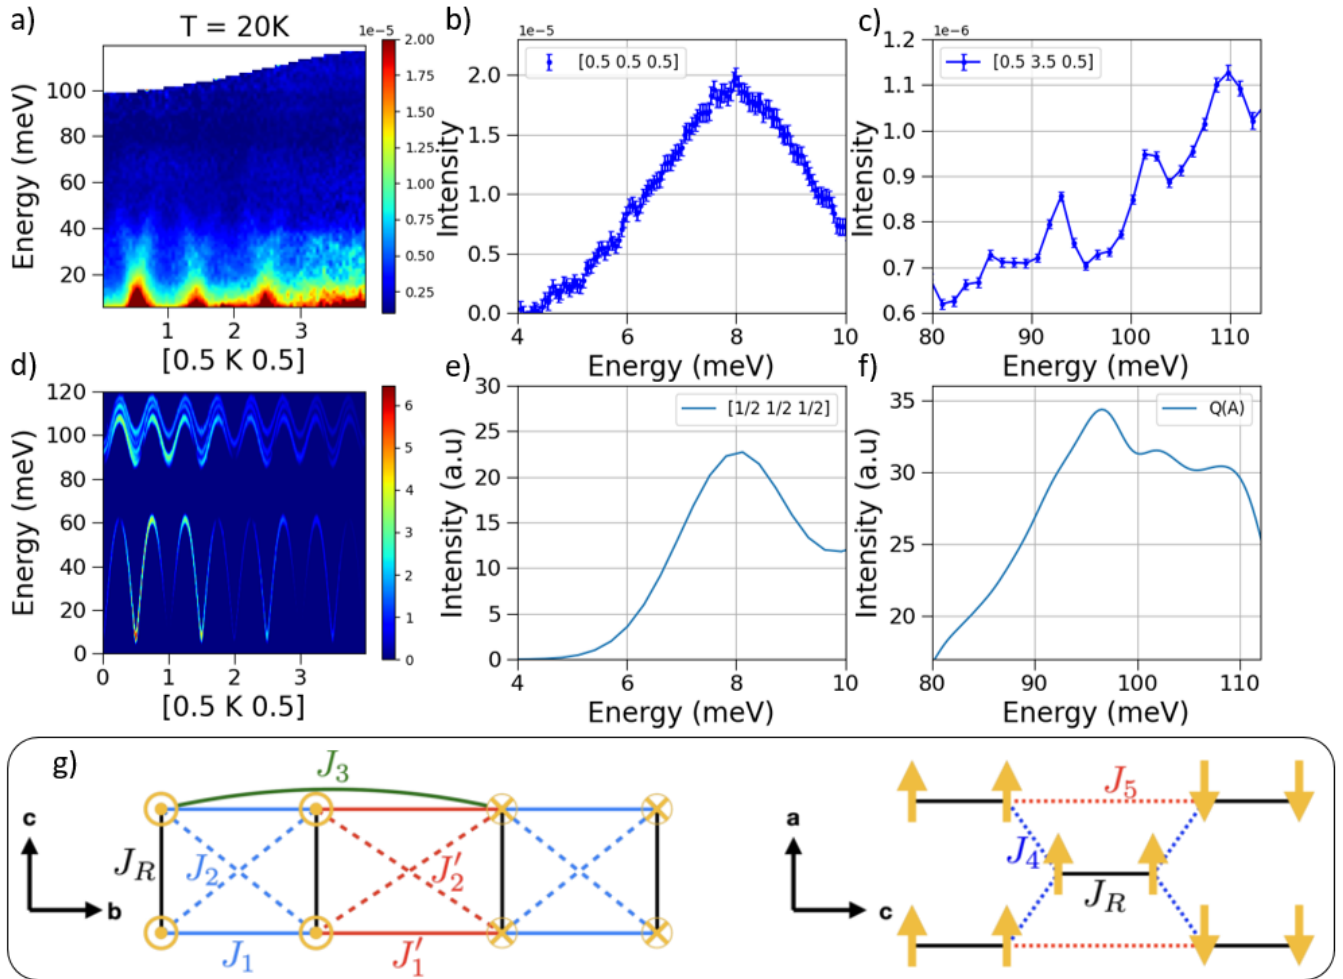 a)
T = 20K
1e−5
2.00
1.75
1.50
1.25
1.00
0.75
0.50
0.25
100
80
60
40
20
Energy (meV)
1 2 3
[0.5 K 0.5]
b)
1e−5
[0.5 0.5 0.5]
2.0
1.5
1.0
0.5
0.0
Intensity
4 6 8 10
Energy (meV)
c)
1e−6
[0.5 3.5 0.5]
1.2
1.1
1.0
0.9
0.8
0.7
0.6
Intensity
80 90 100 110
Energy (meV)
d)
120
100
80
60
40
20
0
Energy (meV)
0 1 2 3
[0.5 K 0.5]
6
5
4
3
2
1
0
e)
[1/2 1/2 1/2]
30
25
20
15
10
5
0
Intensity (a.u)
4 6 8 10
Energy (meV)
f)
Q(A)
35
30
25
20
Intensity (a.u)
80 90 100 110
Energy (meV)
g)
J₃
c
b
J_R
J₂
J₂′
J₁
J₁′
a
c
J₅
J₄
J_R